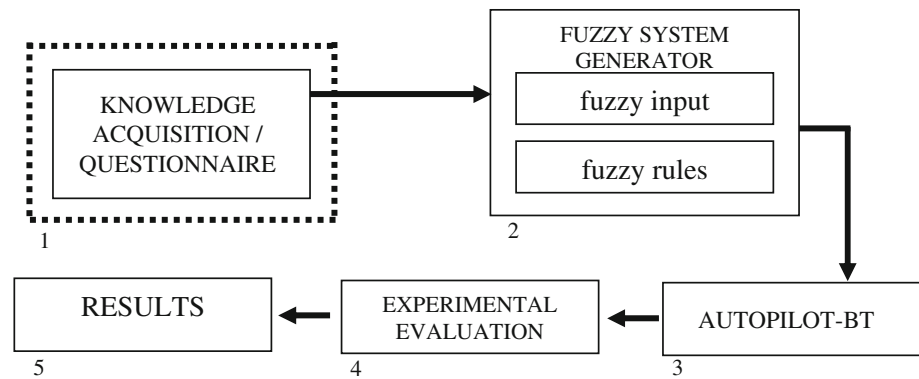 KNOWLEDGE
ACQUISITION /
QUESTIONNAIRE
1
FUZZY SYSTEM
GENERATOR
fuzzy input
fuzzy rules
2
AUTOPILOT-BT
3
EXPERIMENTAL
EVALUATION
4
RESULTS
5